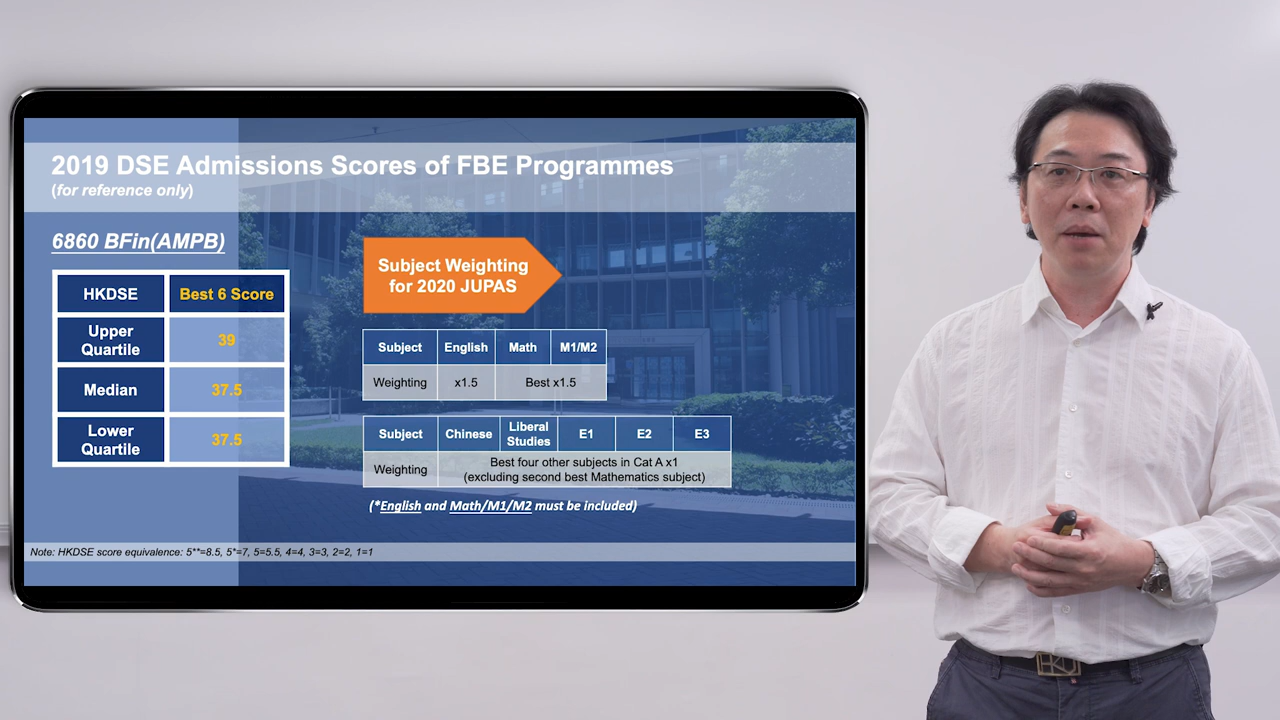 2019 DSE Admissions Scores of FBE Programmes
(for reference only)
6860 BFin(AMPB)
HKDSE Best 6 Score
Upper Quartile 39
Median 37.5
Lower Quartile 37.5
Subject Weighting
for 2020 JUPAS
Subject English Math M1/M2
Weighting x1.5 Best x1.5
Subject Chinese Liberal Studies E1 E2 E3
Weighting Best four other subjects in Cat A x1
(excluding second best Mathematics subject)
(*English and Math/M1/M2 must be included)
Note: HKDSE score equivalence: 5**=8.5, 5*=7, 5=5.5, 4=4, 3=3, 2=2, 1=1
HKU